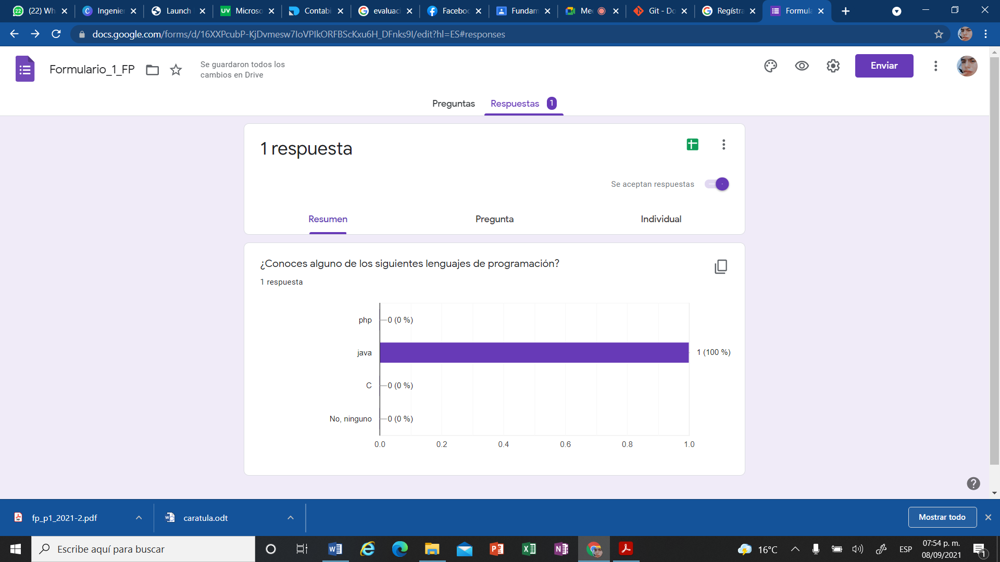 (22) Wh
Ingenier
Launch
UV Microso
Contabi
evaluaci
Faceboo
Fundam
Mee
Git - Do
Regístra
Formula
docs.google.com/forms/d/16XXPcubP-KjDvmesw7IoVPIkORFBScKxu6H_DFnks9I/edit?hl=ES#responses
Formulario_1_FP
Se guardaron todos los
cambios en Drive
Enviar
Preguntas
Respuestas 1
1 respuesta
Se aceptan respuestas
Resumen
Pregunta
Individual
¿Conoces alguno de los siguientes lenguajes de programación?
1 respuesta
php 0 (0 %)
java 1 (100 %)
C 0 (0 %)
No, ninguno 0 (0 %)
0.0 0.2 0.4 0.6 0.8 1.0
fp_p1_2021-2.pdf
caratula.odt
Mostrar todo
Escribe aquí para buscar
16°C
ESP
07:54 p. m.
08/09/2021
1